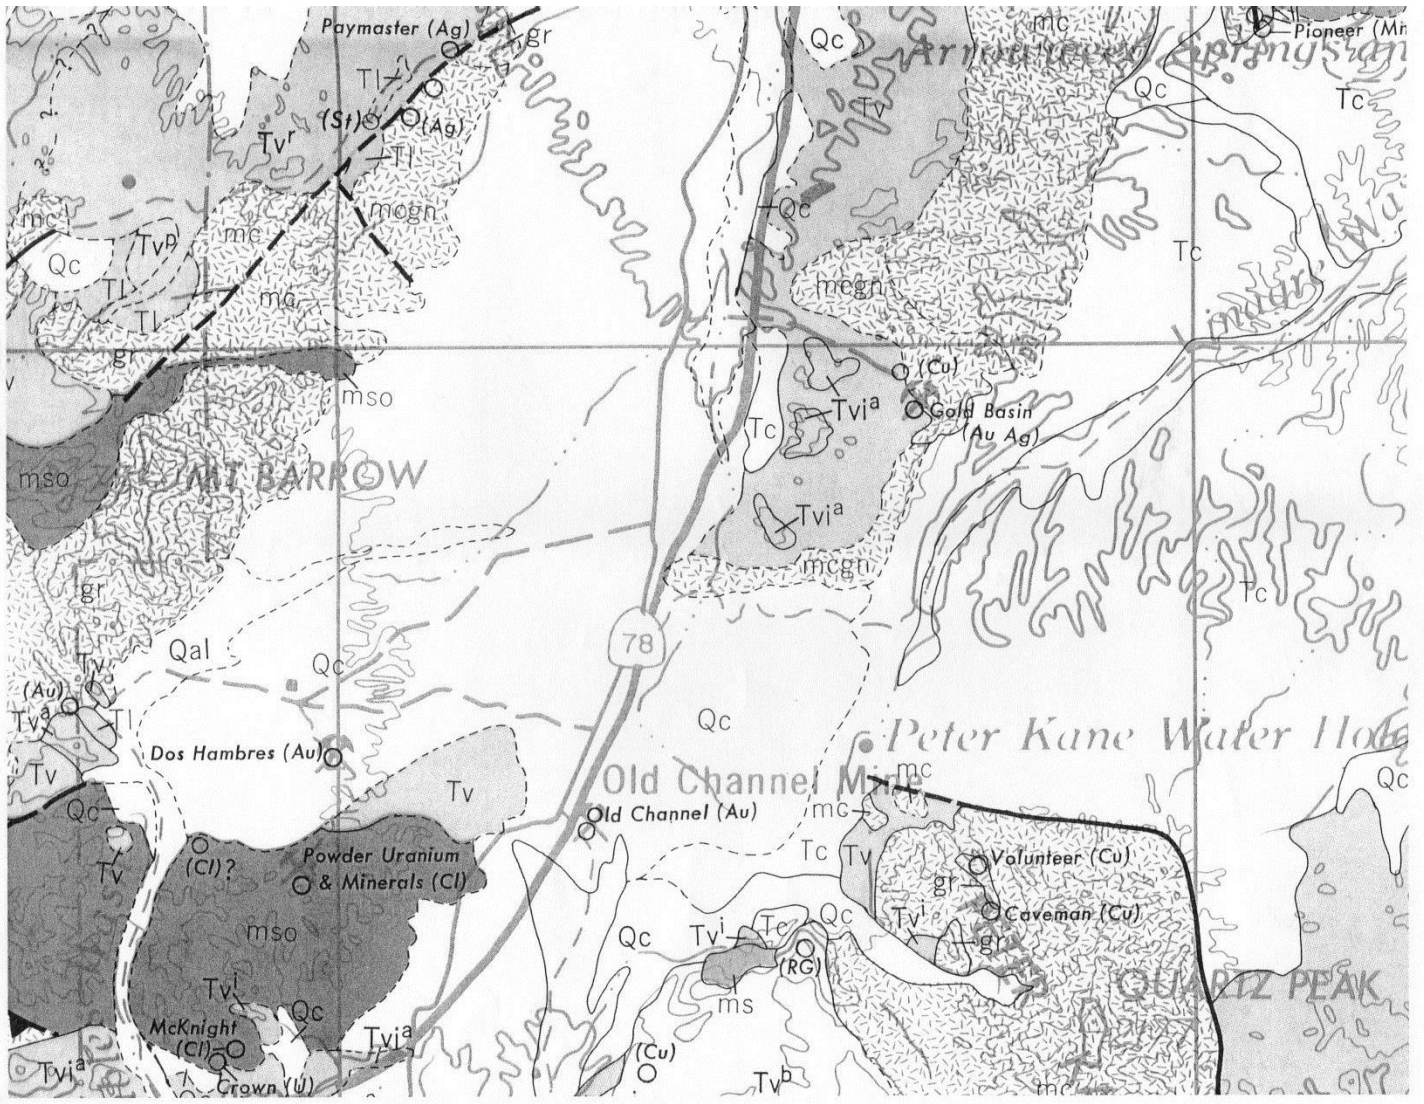 Paymaster (Ag)
gr
mc
Pioneer (Mn
Qc
Tl
Tv
Qc
Tc
(St)
(Ag)
Tvʳ
Tl
mc
mcgn
Qc
Tvᵖ
mc
Qc
Tc
Tl
mc
mcgn
Tl
gr
(Cu)
mso
Tviᵃ
Gold Basin
(Au Ag)
Tc
mso
MT BARROW
Tviᵃ
mcgn
gr
Tc
78
Qal
Qc
Tv
(Au)
Tvᵃ
Tl
Qc
Peter Kane Water Hole
Dos Hambres (Au)
Tv
mc
Qc
Old Channel Mine
Tv
Qc
Old Channel (Au)
mc
Tc
Tv
(Cl)?
Powder Uranium
& Minerals (Cl)
Volunteer (Cu)
Tv
gr
Caveman (Cu)
mso
Qc
Tviⁱ
Tc
Qc
Tvⁱ
gr
(RG)
QUARTZ PEAK
ms
Tvⁱ
Qc
McKnight
(Cl)
Tviᵃ
(Cu)
Tviᵃ
Crown (U)
Tvᵇ
mc